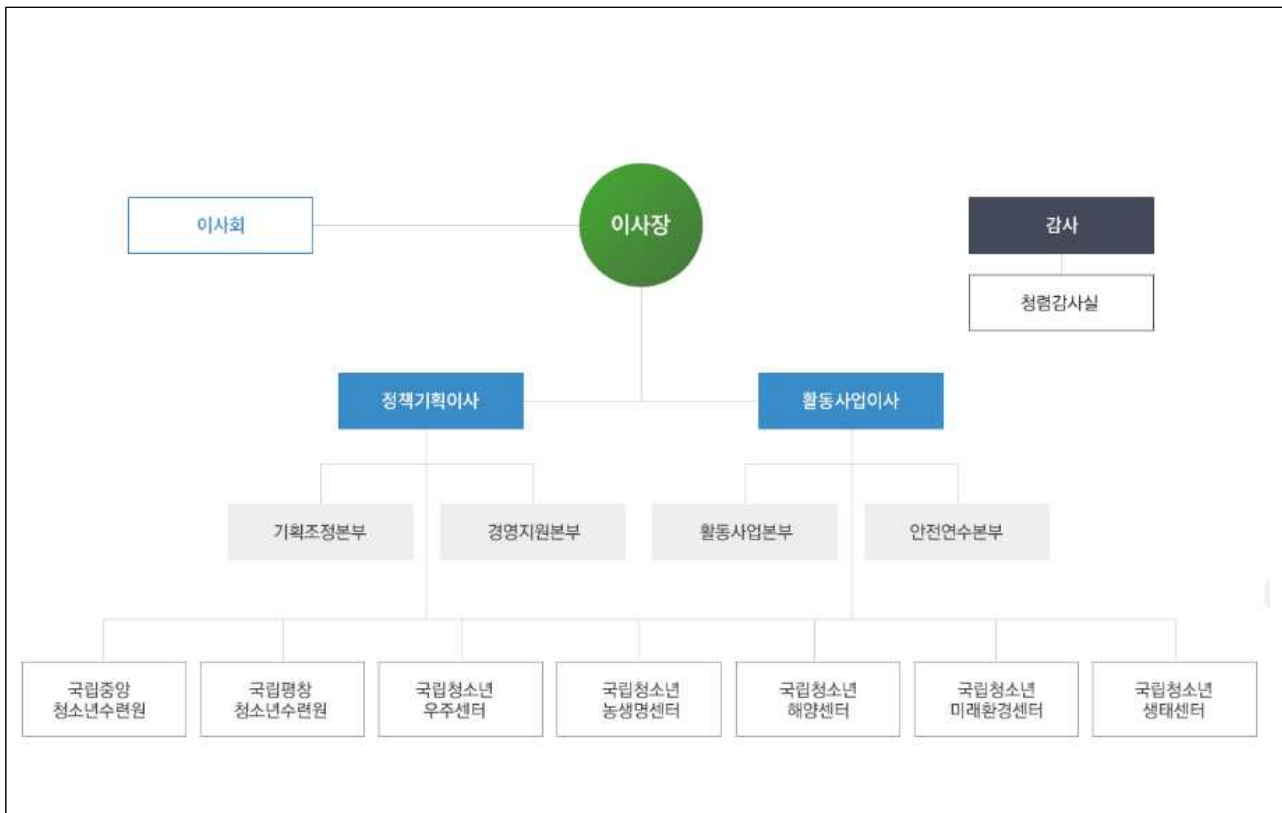 이사회
이사장
감사
청렴감사실
정책기획이사
활동사업이사
기획조정본부
경영지원본부
활동사업본부
안전연수본부
국립중앙
청소년수련원
국립평창
청소년수련원
국립청소년
우주센터
국립청소년
농생명센터
국립청소년
해양센터
국립청소년
미래환경센터
국립청소년
생태센터